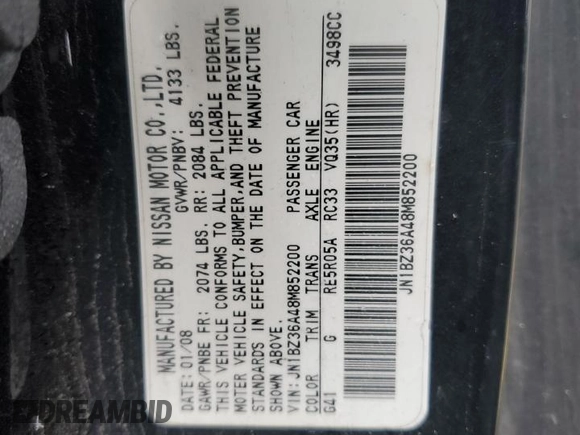 MANUFACTURED BY NISSAN MOTOR CO.,LTD.
DATE: 01/08 GVWR/PNBV: 4133 LBS.
GAWR/PNBE FR: 2074 LBS. RR: 2084 LBS.
THIS VEHICLE CONFORMS TO ALL APPLICABLE FEDERAL
MOTOR VEHICLE SAFETY,BUMPER,AND THEFT PREVENTION
STANDARDS IN EFFECT ON THE DATE OF MANUFACTURE
SHOWN ABOVE.
VIN: JN1BZ36A48M852200 PASSENGER CAR
COLOR TRIM TRANS AXLE ENGINE
G41 G RE5R05A RC33 VQ35(HR) 3498CC
JN1BZ36A48M852200
DREAMBID